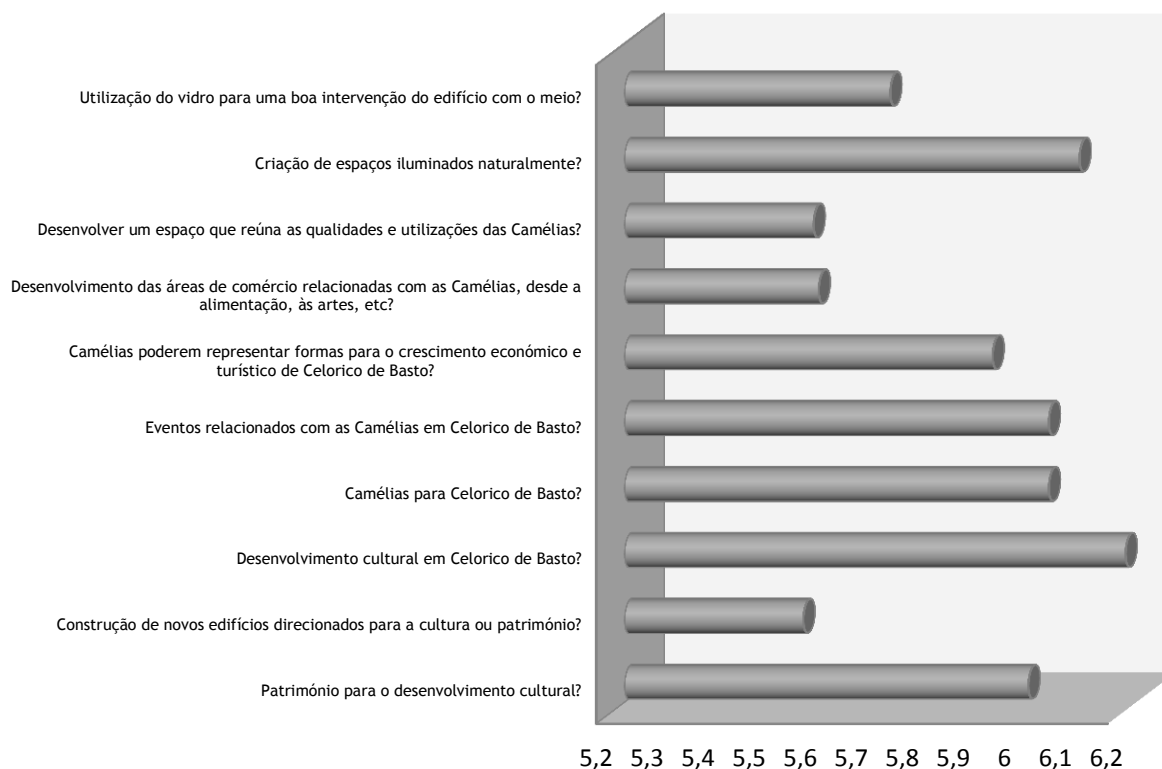 Utilização do vidro para uma boa intervenção do edifício com o meio?
Criação de espaços iluminados naturalmente?
Desenvolver um espaço que reúna as qualidades e utilizações das Camélias?
Desenvolvimento das áreas de comércio relacionadas com as Camélias, desde a
alimentação, às artes, etc?
Camélias poderem representar formas para o crescimento económico e
turístico de Celorico de Basto?
Eventos relacionados com as Camélias em Celorico de Basto?
Camélias para Celorico de Basto?
Desenvolvimento cultural em Celorico de Basto?
Construção de novos edifícios direcionados para a cultura ou património?
Património para o desenvolvimento cultural?
5,2 5,3 5,4 5,5 5,6 5,7 5,8 5,9 6 6,1 6,2